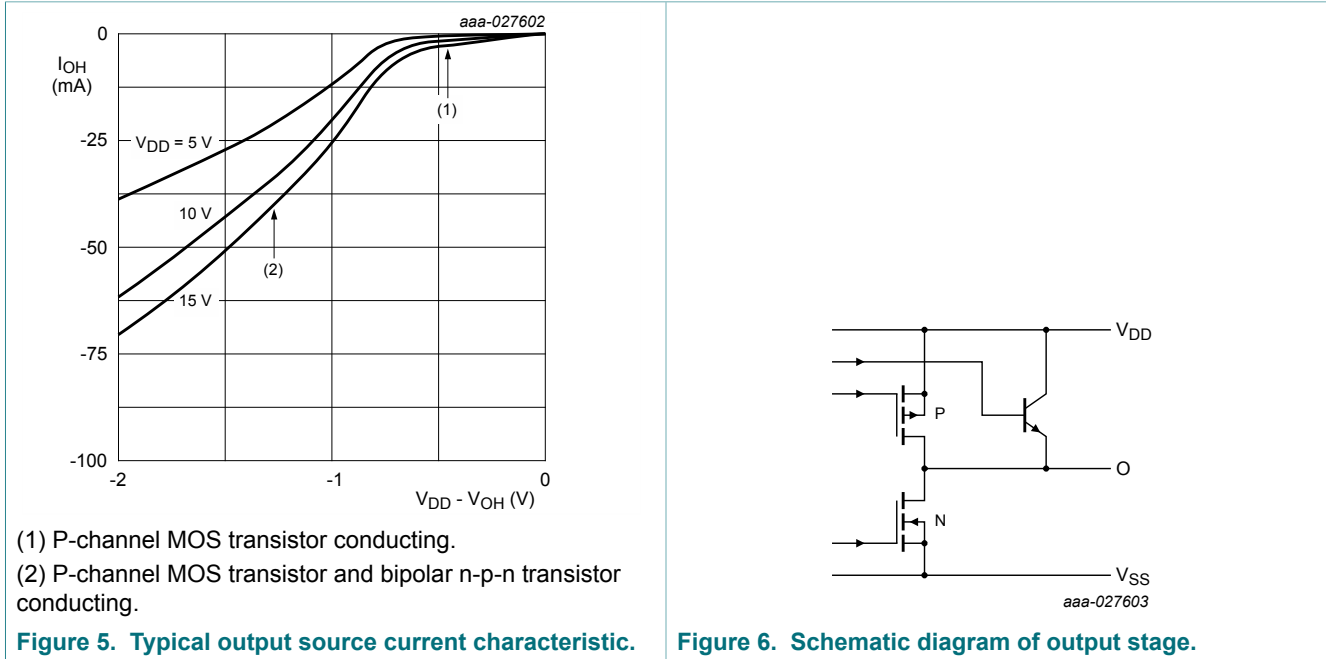 aaa-027602
0
IOH
(mA)
(1)
-25
VDD = 5 V
10 V
-50
(2)
15 V
-75
-100
-2
-1
0
VDD - VOH (V)
(1) P-channel MOS transistor conducting.
(2) P-channel MOS transistor and bipolar n-p-n transistor
conducting.
Figure 5. Typical output source current characteristic.
VDD
P
O
N
VSS
aaa-027603
Figure 6. Schematic diagram of output stage.